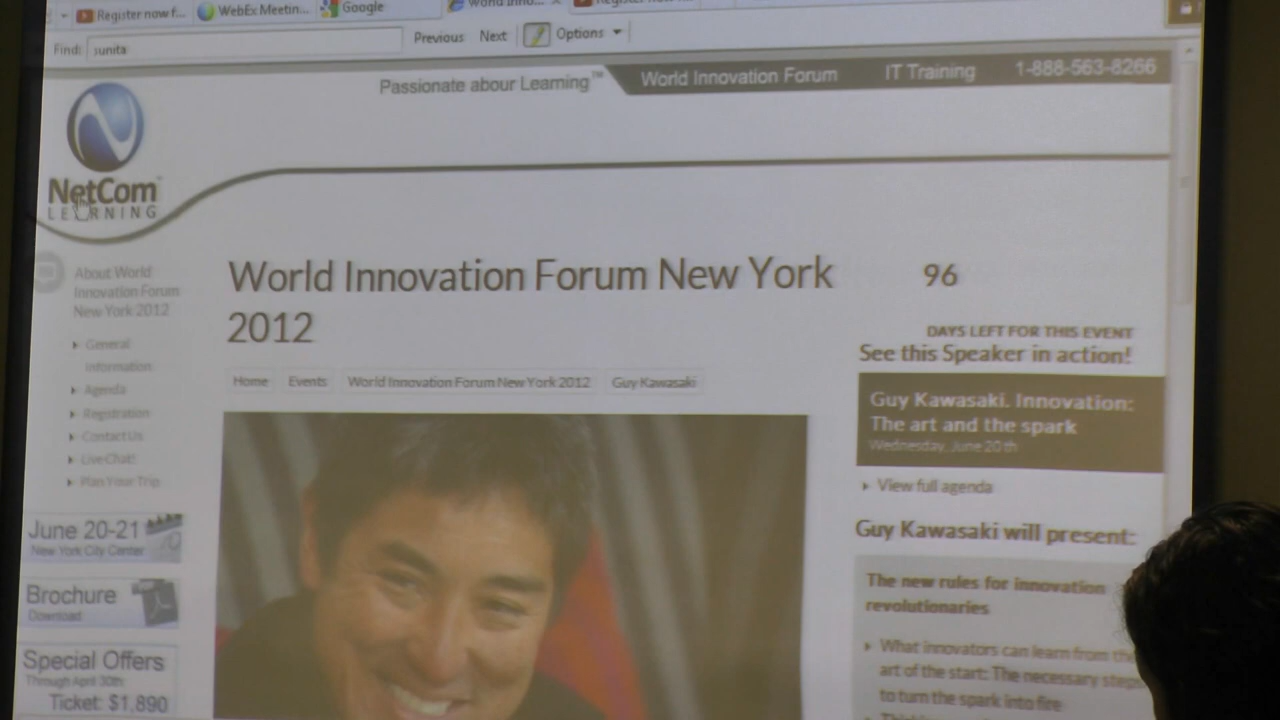 Register now f...
WebEx Meetin...
Google
World Inno...
Find: sunita
Previous Next Options
Passionate abour Learning™
World Innovation Forum IT Training 1-888-563-8266
NetCom™
LEARNING
About World
Innovation Forum
New York 2012
General
Information
Agenda
Registration
Contact Us
Live Chat!
Plan Your Trip
June 20-21
New York City Center
Brochure
Download
Special Offers
Through April 30th
Ticket: $1,890
World Innovation Forum New York
2012
Home Events World Innovation Forum New York 2012 Guy Kawasaki
96
DAYS LEFT FOR THIS EVENT
See this Speaker in action!
Guy Kawasaki. Innovation:
The art and the spark
Wednesday, June 20th
View full agenda
Guy Kawasaki will present:
The new rules for innovation
revolutionaries
What innovators can learn from the
art of the start: The necessary steps
to turn the spark into fire